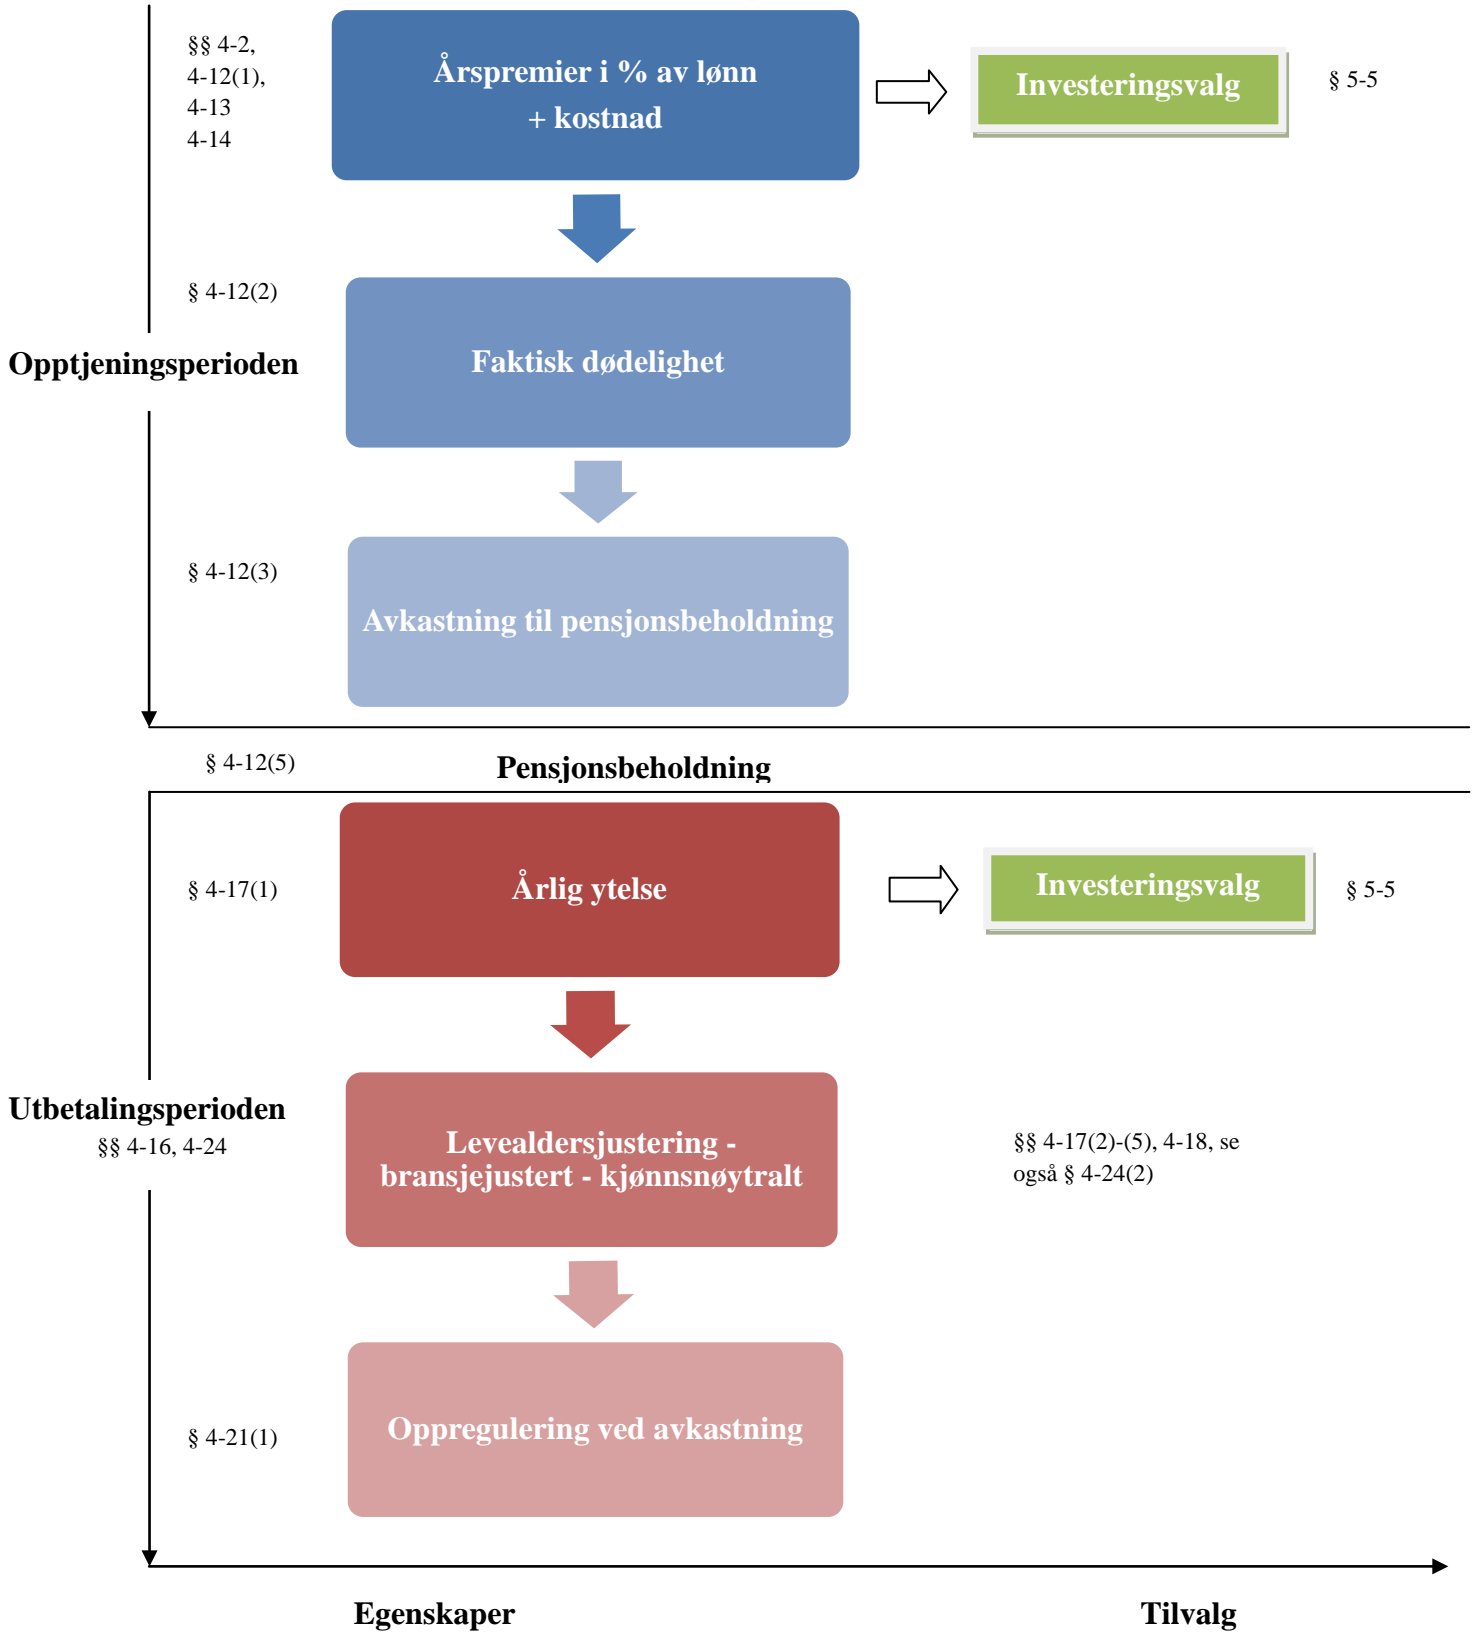 §§ 4-2,
4-12(1),
4-13
4-14
Årspremier i % av lønn
+ kostnad
Investeringsvalg
§ 5-5
§ 4-12(2)
Opptjeningsperioden
Faktisk dødelighet
§ 4-12(3)
Avkastning til pensjonsbeholdning
§ 4-12(5)
Pensjonsbeholdning
§ 4-17(1)
Årlig ytelse
Investeringsvalg
§ 5-5
Utbetalingsperioden
§§ 4-16, 4-24
Levealdersjustering -
bransjejustert - kjønnsnøytralt
§§ 4-17(2)-(5), 4-18, se
også § 4-24(2)
§ 4-21(1)
Oppregulering ved avkastning
Egenskaper
Tilvalg